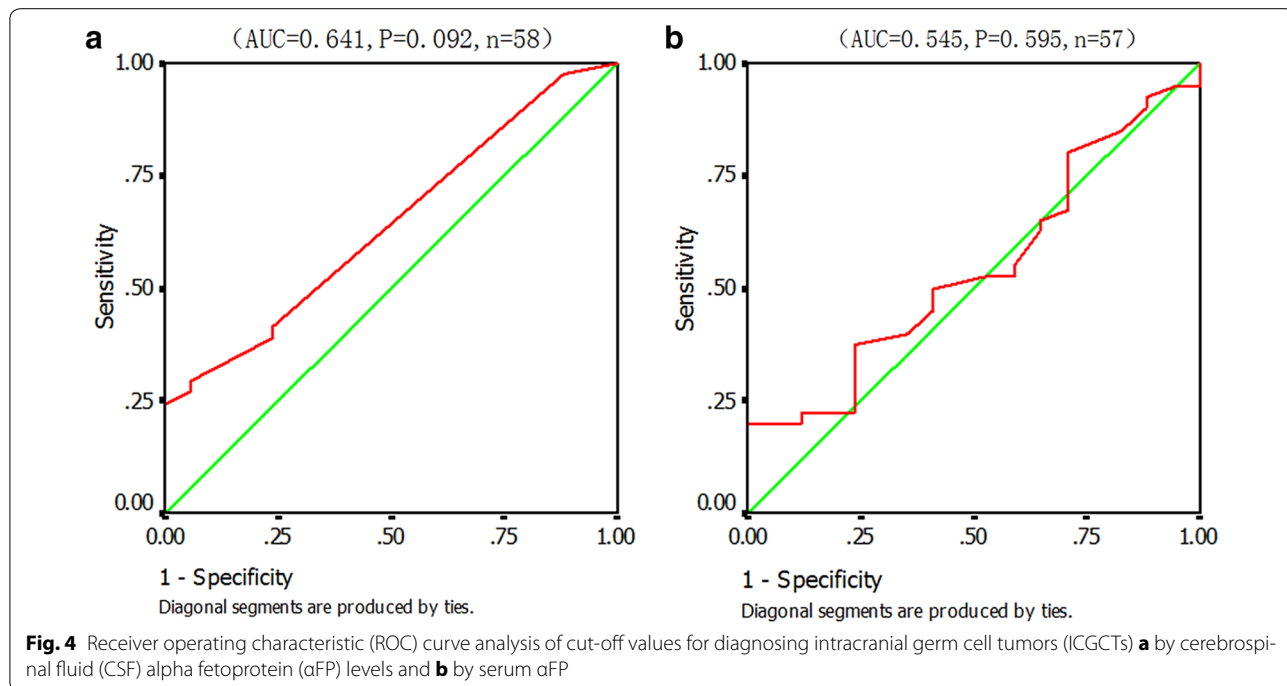 a
（AUC=0.641, P=0.092, n=58）
1.00
.75
.50
.25
0.00
Sensitivity
0.00 .25 .50 .75 1.00
1 - Specificity
Diagonal segments are produced by ties.
b
（AUC=0.545, P=0.595, n=57）
1.00
.75
.50
.25
0.00
Sensitivity
0.00 .25 .50 .75 1.00
1 - Specificity
Diagonal segments are produced by ties.
Fig. 4 Receiver operating characteristic (ROC) curve analysis of cut-off values for diagnosing intracranial germ cell tumors (ICGCTs) a by cerebrospi-
nal fluid (CSF) alpha fetoprotein (αFP) levels and b by serum αFP